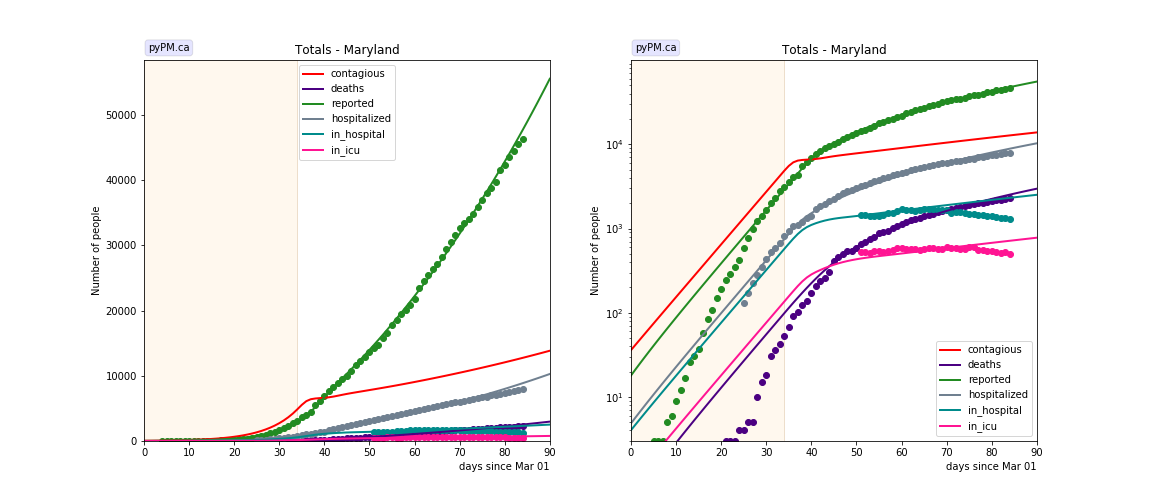 pyPM.ca
Totals - Maryland
Number of people
50000
40000
30000
20000
10000
0
0 10 20 30 40 50 60 70 80 90
days since Mar 01
contagious
deaths
reported
hospitalized
in_hospital
in_icu
pyPM.ca
Totals - Maryland
Number of people
10^4
10^3
10^2
10^1
0 10 20 30 40 50 60 70 80 90
days since Mar 01
contagious
deaths
reported
hospitalized
in_hospital
in_icu